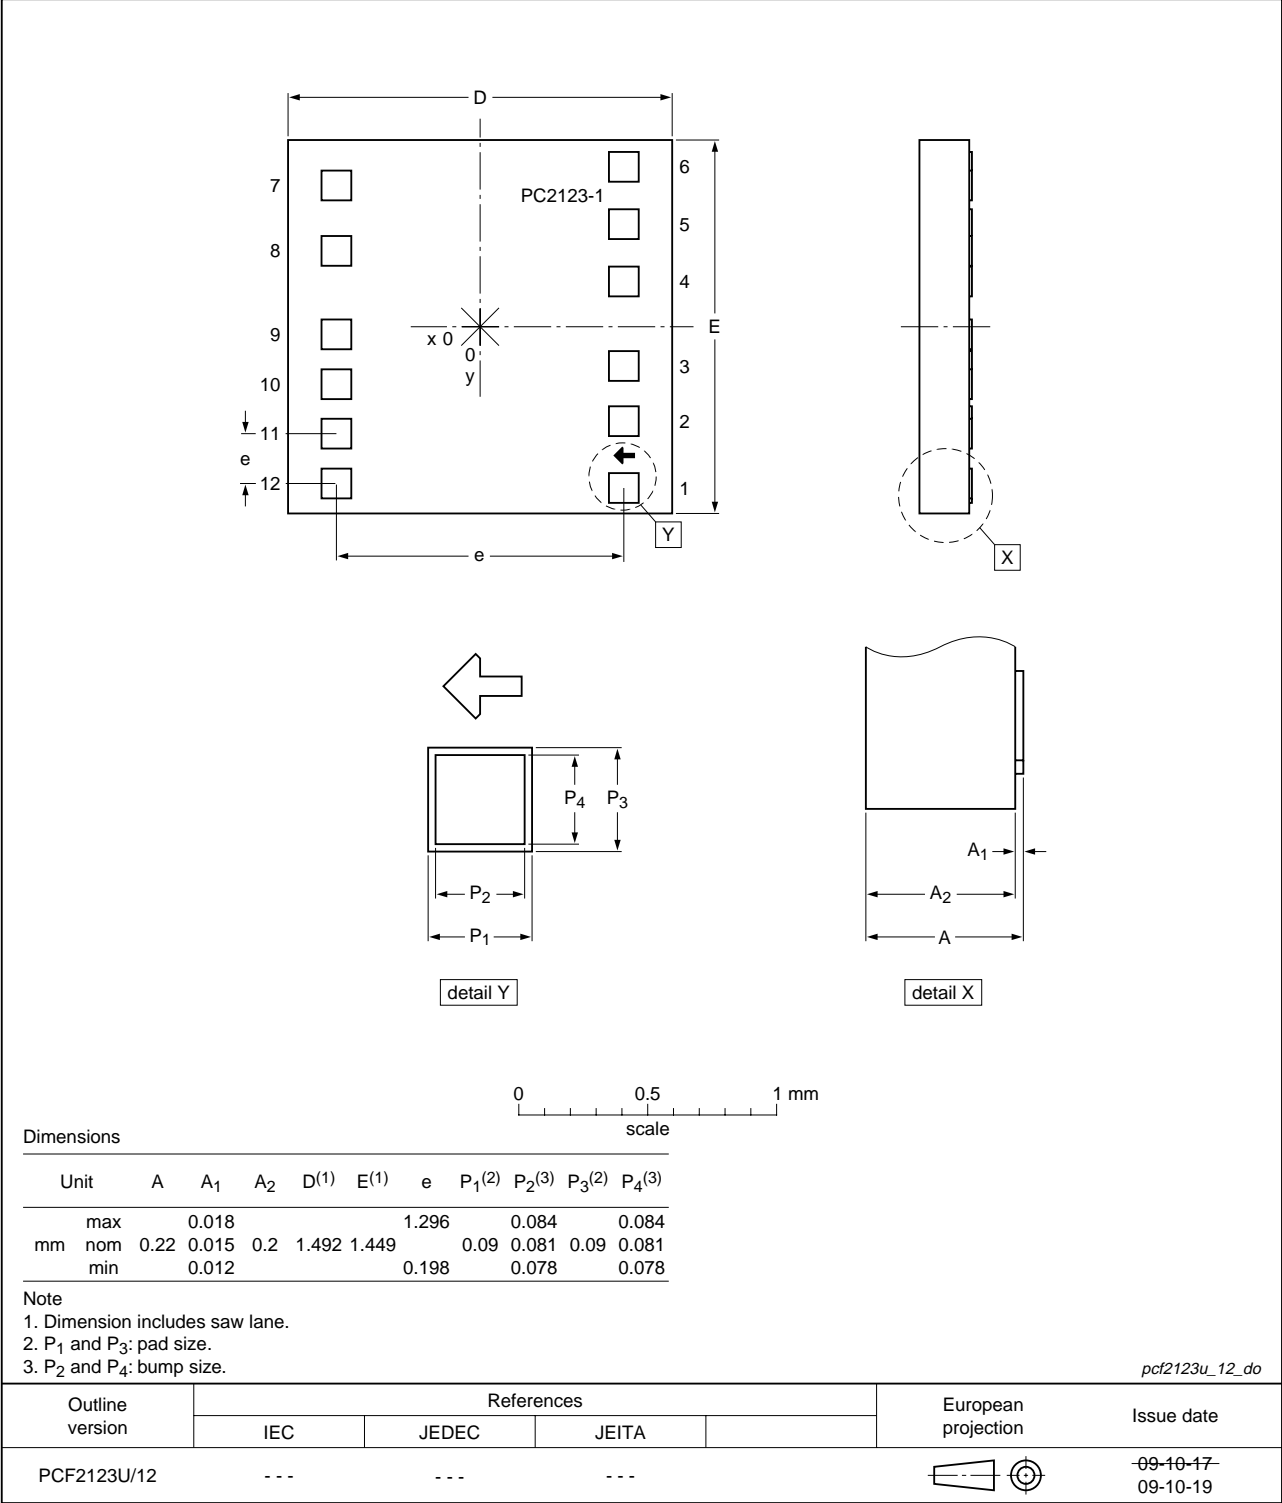 D
7
6
PC2123-1
5
8
4
E
x 0
0
y
9
3
10
2
11
e
12
1
Y
e
X
P4
P3
A1
P2
A2
P1
A
detail Y
detail X
0 0.5 1 mm
scale
Dimensions
Unit A A1 A2 D(1) E(1) e P1(2) P2(3) P3(2) P4(3)
max 0.018 1.296 0.084 0.084
mm nom 0.22 0.015 0.2 1.492 1.449 0.09 0.081 0.09 0.081
min 0.012 0.198 0.078 0.078
Note
1. Dimension includes saw lane.
2. P1 and P3: pad size.
3. P2 and P4: bump size.
pcf2123u_12_do
Outline version
References
European projection
Issue date
IEC JEDEC JEITA
PCF2123U/12 - - - - - - - - -
09-10-17
09-10-19